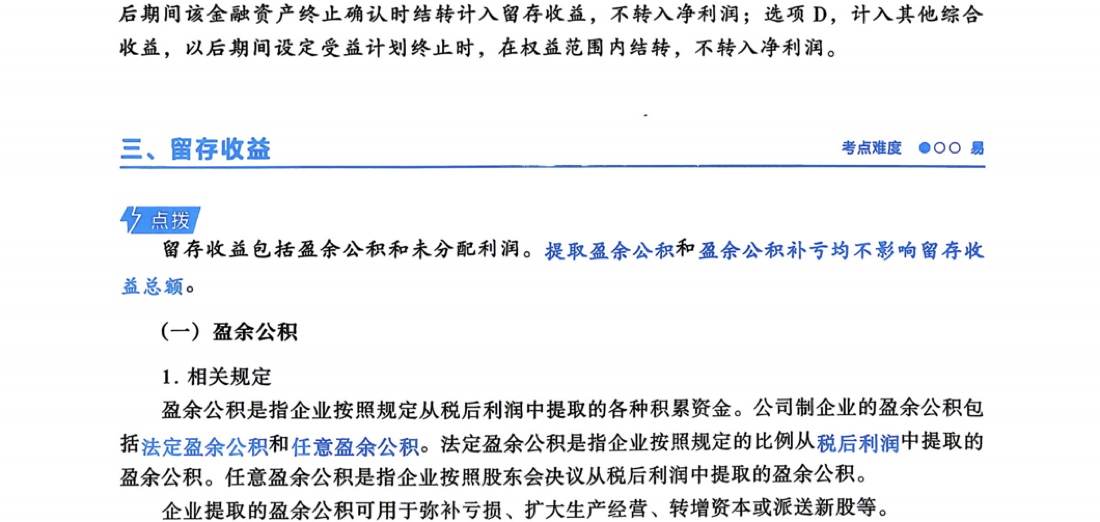 后期间该金融资产终止确认时结转计入留存收益，不转入净利润；选项 D，计入其他综合
收益，以后期间设定受益计划终止时，在权益范围内结转，不转入净利润。
三、留存收益
考点难度 ●○○ 易
点拨
留存收益包括盈余公积和未分配利润。提取盈余公积和盈余公积补亏均不影响留存收
益总额。
（一）盈余公积
1. 相关规定
盈余公积是指企业按照规定从税后利润中提取的各种积累资金。公司制企业的盈余公积包
括法定盈余公积和任意盈余公积。法定盈余公积是指企业按照规定的比例从税后利润中提取的
盈余公积。任意盈余公积是指企业按照股东会决议从税后利润中提取的盈余公积。
企业提取的盈余公积可用于弥补亏损、扩大生产经营、转增资本或派送新股等。